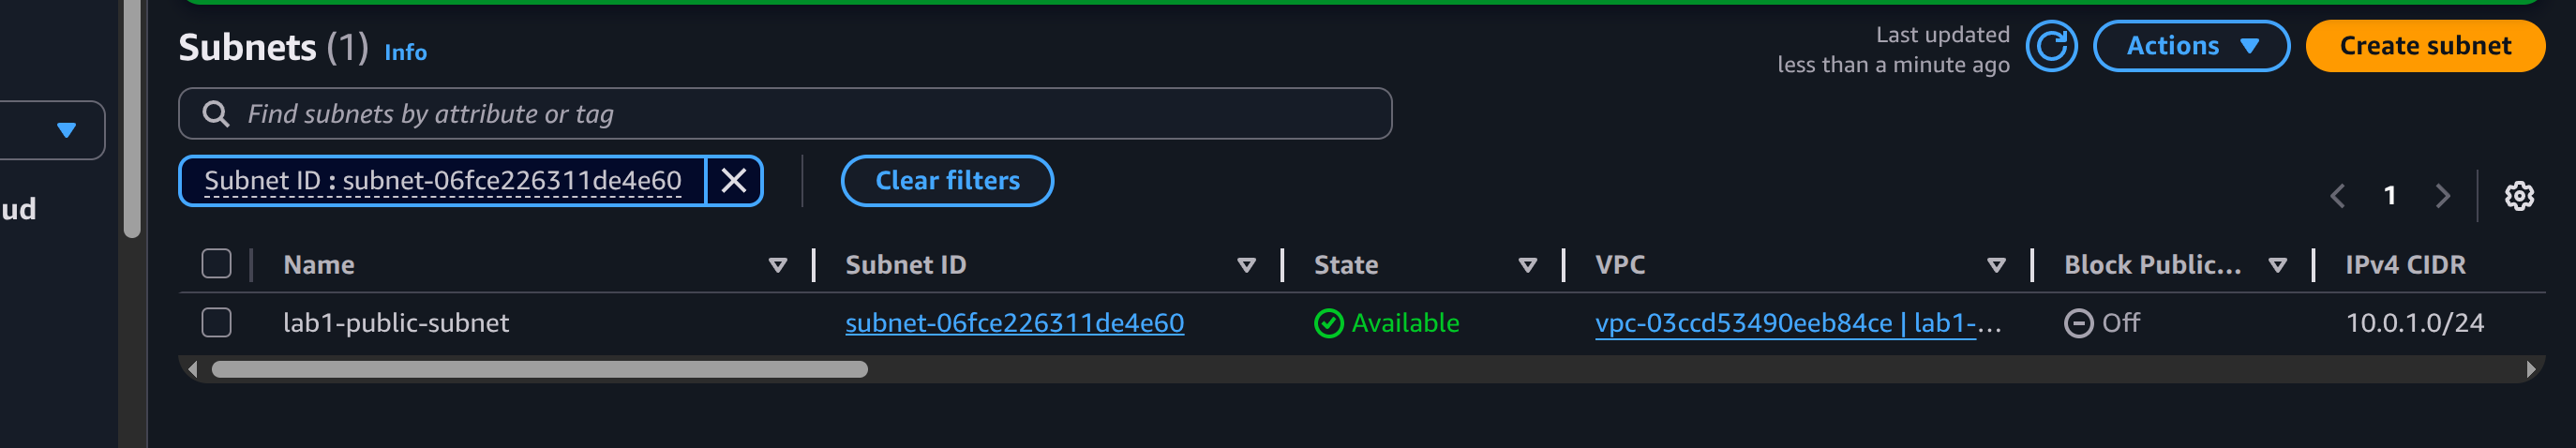 Subnets (1) Info
Last updated
less than a minute ago
Actions
Create subnet
Find subnets by attribute or tag
Subnet ID : subnet-06fce226311de4e60
Clear filters
1
ud
Name Subnet ID State VPC Block Public... IPv4 CIDR
lab1-public-subnet subnet-06fce226311de4e60 Available vpc-03ccd53490eeb84ce | lab1-... Off 10.0.1.0/24